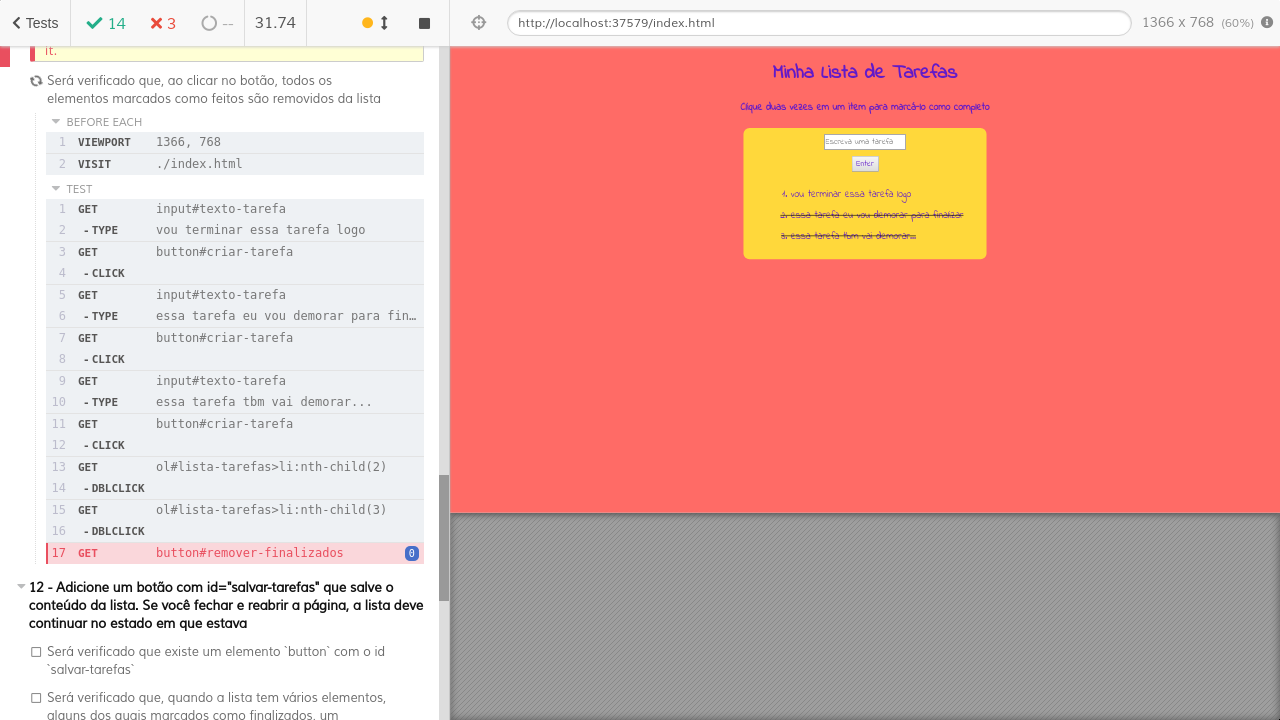 Tests 14 3 -- 31.74
http://localhost:37579/index.html 1366 x 768 (60%)
it.
Será verificado que, ao clicar no botão, todos os
elementos marcados como feitos são removidos da lista
BEFORE EACH
1 VIEWPORT 1366, 768
2 VISIT ./index.html
TEST
1 GET input#texto-tarefa
2 -TYPE vou terminar essa tarefa logo
3 GET button#criar-tarefa
4 -CLICK
5 GET input#texto-tarefa
6 -TYPE essa tarefa eu vou demorar para fin…
7 GET button#criar-tarefa
8 -CLICK
9 GET input#texto-tarefa
10 -TYPE essa tarefa tbm vai demorar...
11 GET button#criar-tarefa
12 -CLICK
13 GET ol#lista-tarefas>li:nth-child(2)
14 -DBLCLICK
15 GET ol#lista-tarefas>li:nth-child(3)
16 -DBLCLICK
17 GET button#remover-finalizados 0
12 - Adicione um botão com id="salvar-tarefas" que salve o
conteúdo da lista. Se você fechar e reabrir a página, a lista deve
continuar no estado em que estava
Será verificado que existe um elemento `button` com o id
`salvar-tarefas`
Será verificado que, quando a lista tem vários elementos,
alguns dos quais marcados como finalizados, um
Minha Lista de Tarefas
Clique duas vezes em um item para marcá-lo como completo
Escreva uma tarefa
Enter
1. vou terminar essa tarefa logo
2. essa tarefa eu vou demorar para finalizar
3. essa tarefa tbm vai demorar...